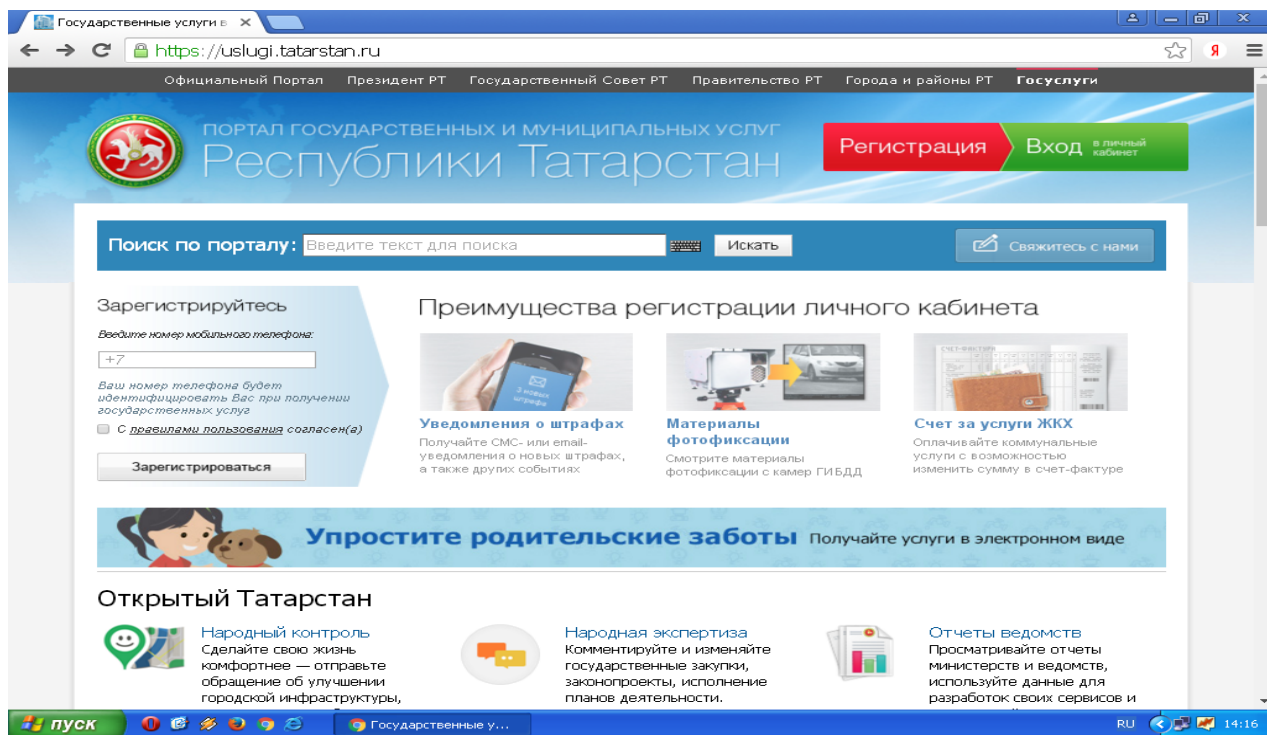 Государственные услуги в
https://uslugi.tatarstan.ru
Официальный Портал Президент РТ Государственный Совет РТ Правительство РТ Города и районы РТ Госуслуги
ПОРТАЛ ГОСУДАРСТВЕННЫХ И МУНИЦИПАЛЬНЫХ УСЛУГ
Республики Татарстан
Регистрация
Вход в личный кабинет
Поиск по порталу: Введите текст для поиска Искать Свяжитесь с нами
Зарегистрируйтесь
Введите номер мобильного телефона:
+7
Ваш номер телефона будет
идентифицировать Вас при получении
государственных услуг
С правилами пользования согласен(а)
Зарегистрироваться
Преимущества регистрации личного кабинета
3 новых
штрафа
Уведомления о штрафах
Получайте СМС- или email-
уведомления о новых штрафах,
а также других событиях
Материалы
фотофиксации
Смотрите материалы
фотофиксации с камер ГИБДД
СЧЕТ-ФАКТУРА
Счет за услуги ЖКХ
Оплачивайте коммунальные
услуги с возможностью
изменить сумму в счет-фактуре
Упростите родительские заботы Получайте услуги в электронном виде
Открытый Татарстан
Народный контроль
Сделайте свою жизнь
комфортнее — отправьте
обращение об улучшении
городской инфраструктуры,
Народная экспертиза
Комментируйте и изменяйте
государственные закупки,
законопроекты, исполнение
планов деятельности.
Отчеты ведомств
Просматривайте отчеты
министерств и ведомств,
используйте данные для
разработок своих сервисов и
пуск
Государственные у...
RU
14:16